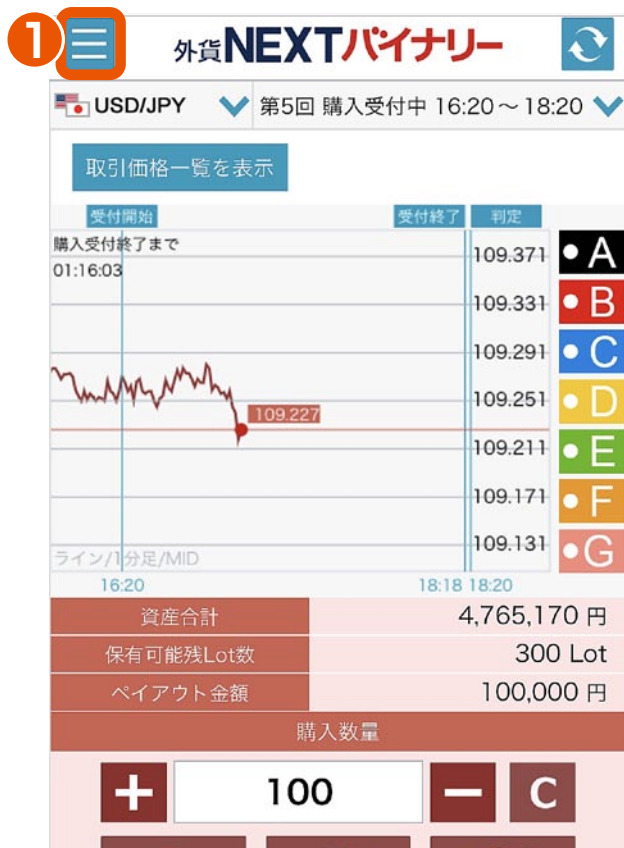 1
外貨NEXTバイナリー
USD/JPY 第5回 購入受付中 16:20～18:20
取引価格一覧を表示
受付開始 受付終了 判定
購入受付終了まで
01:16:03
109.371 A
109.331 B
109.291 C
109.251 D
109.227
109.211 E
109.171 F
109.131 G
ライン/1分足/MID
16:20 18:18 18:20
資産合計 4,765,170 円
保有可能残Lot数 300 Lot
ペイアウト金額 100,000 円
購入数量
+ 100 − C